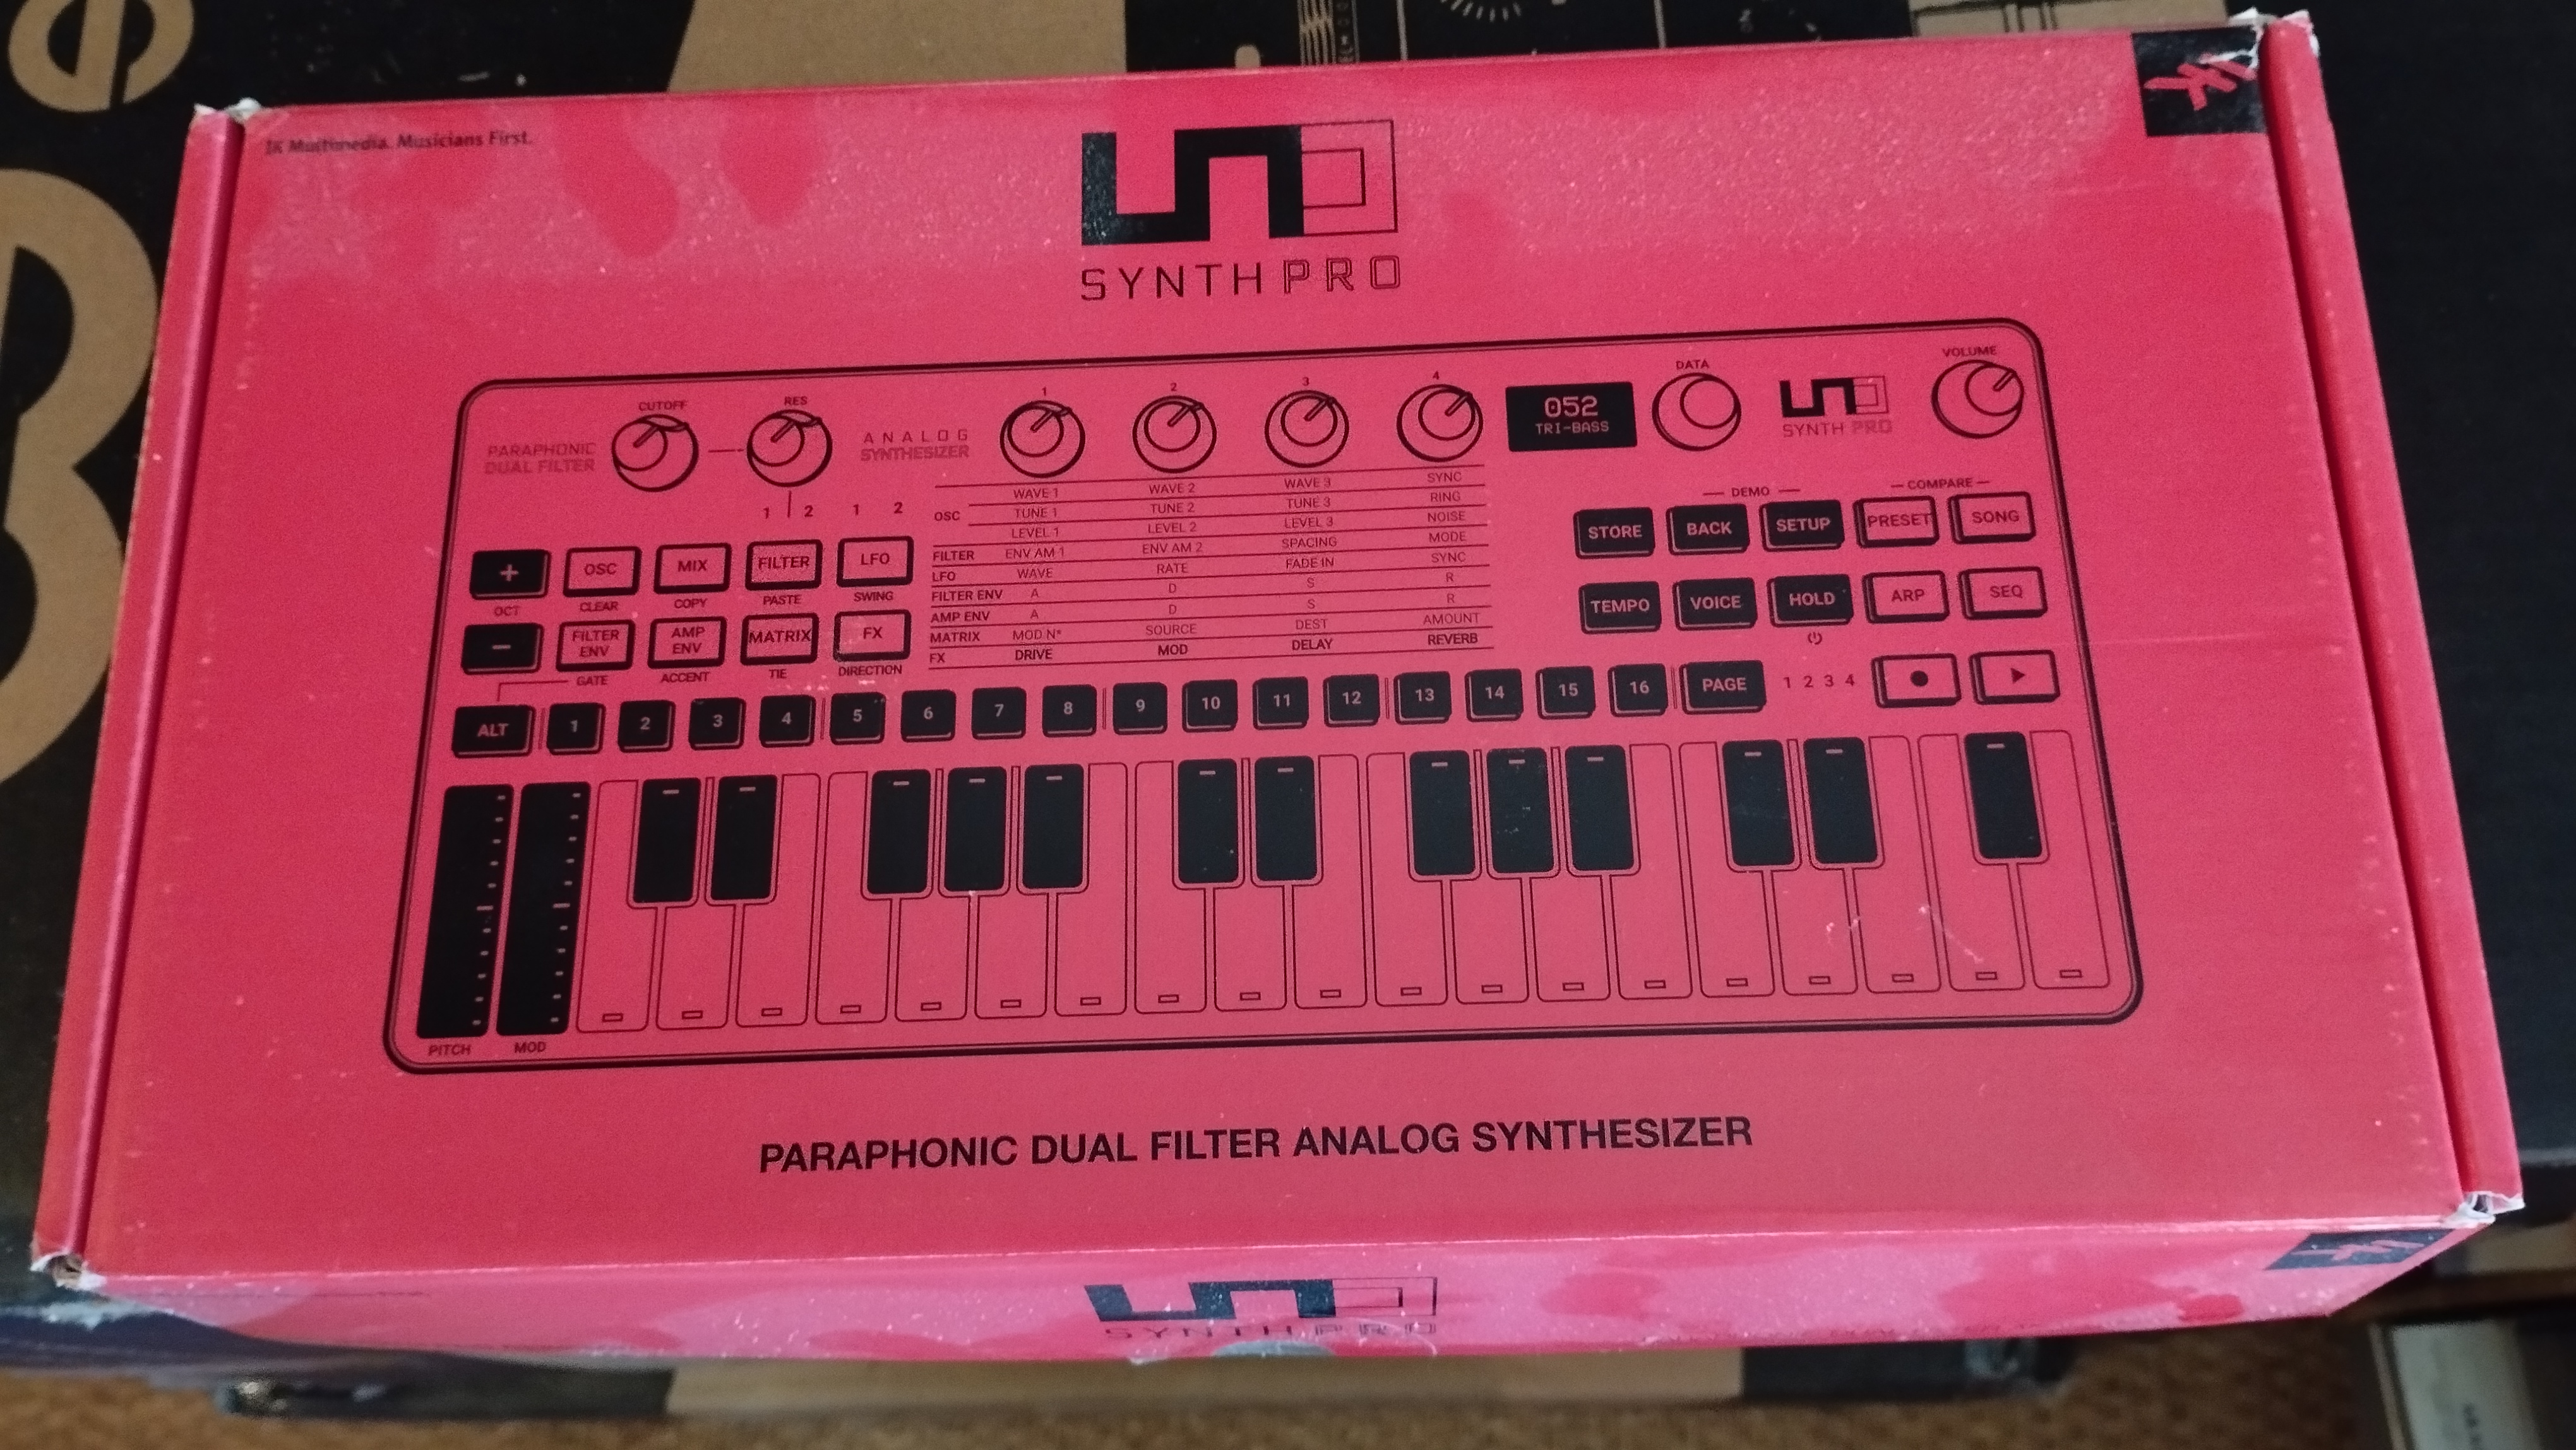 IK Multimedia. Musicians First.
UNO
SYNTH PRO
CUTOFF
RES
1
2
3
4
DATA
VOLUME
PARAPHONIC
DUAL FILTER
ANALOG
SYNTHESIZER
052
TRI-BASS
UNO
SYNTH PRO
1 2 1 2
OSC
WAVE 1 WAVE 2 WAVE 3 SYNC
TUNE 1 TUNE 2 TUNE 3 RING
LEVEL 1 LEVEL 2 LEVEL 3 NOISE
FILTER ENV AM 1 ENV AM 2 SPACING MODE
LFO WAVE RATE FADE IN SYNC
FILTER ENV A D S R
AMP ENV A D S R
MATRIX MOD N° SOURCE DEST AMOUNT
FX DRIVE MOD DELAY REVERB
DEMO COMPARE
STORE BACK SETUP PRESET SONG
TEMPO VOICE HOLD ARP SEQ
+ OSC MIX FILTER LFO
OCT CLEAR COPY PASTE SWING
- FILTER ENV AMP ENV MATRIX FX
GATE ACCENT TIE DIRECTION
ALT 1 2 3 4 5 6 7 8 9 10 11 12 13 14 15 16 PAGE 1 2 3 4
PITCH MOD
PARAPHONIC DUAL FILTER ANALOG SYNTHESIZER
UNO
SYNTH PRO